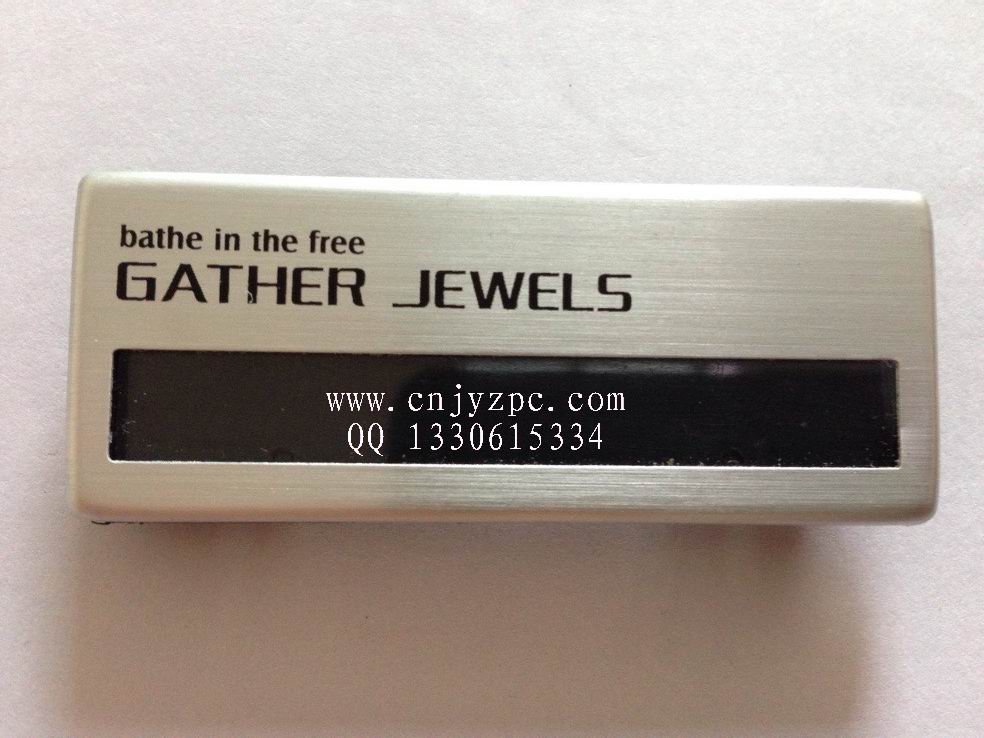 bathe in the free
GATHER JEWELS
www.cnjyzpc.com
QQ 1330615334